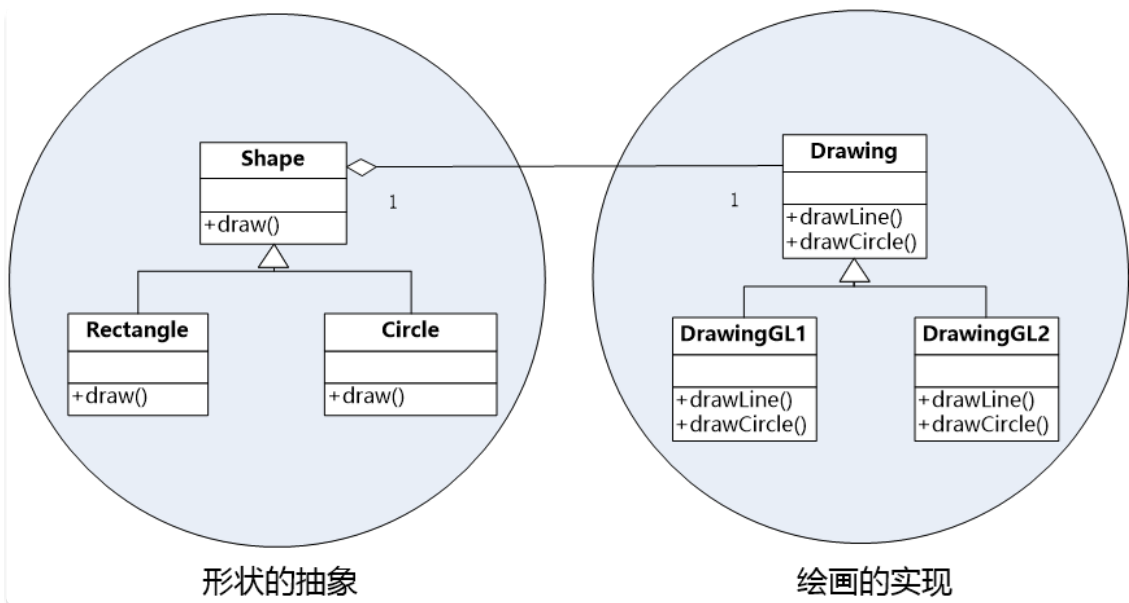 Shape
+draw()
1
Rectangle
+draw()
Circle
+draw()
形状的抽象
Drawing
+drawLine()
+drawCircle()
1
DrawingGL1
+drawLine()
+drawCircle()
DrawingGL2
+drawLine()
+drawCircle()
绘画的实现